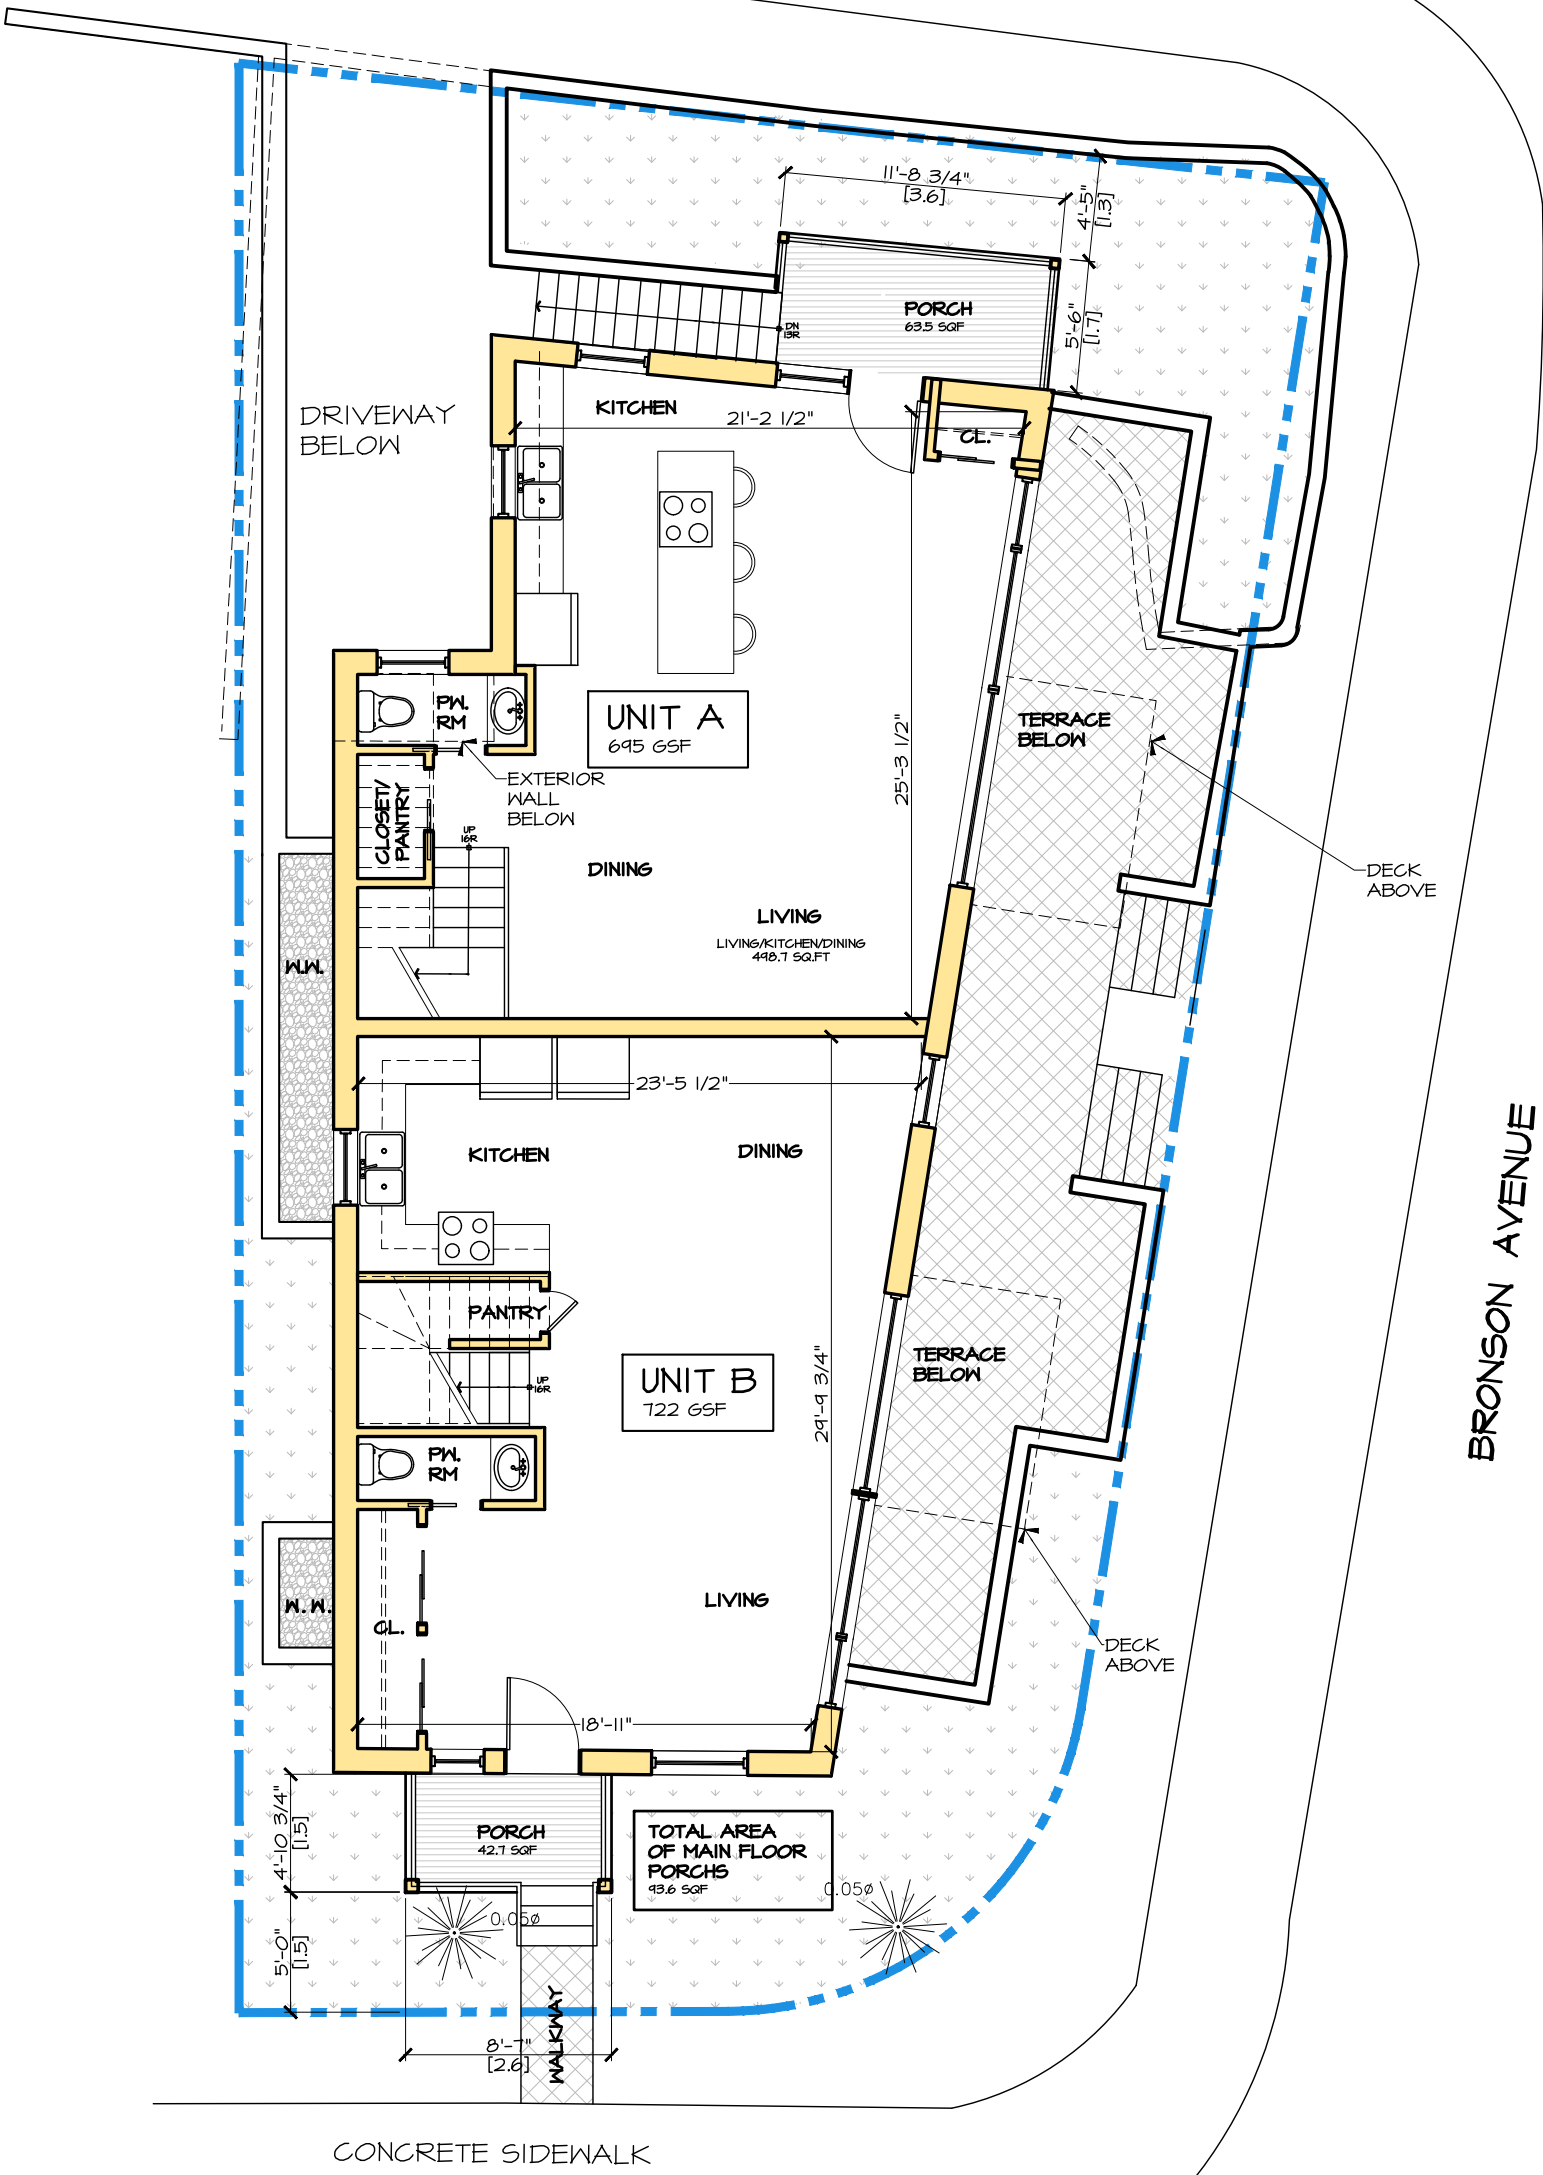 11'-8 3/4"
[3.6]
4'-5"
[1.3]
PORCH
63.5 SQF
5'-6"
[1.7]
DN
13R
DRIVEWAY
BELOW
KITCHEN
21'-2 1/2"
CL.
PW.
RM
UNIT A
695 GSF
TERRACE
BELOW
25'-3 1/2"
EXTERIOR
WALL
BELOW
CLOSET/
PANTRY
UP
16R
DINING
DECK
ABOVE
LIVING
LIVING/KITCHEN/DINING
498.7 SQ.FT
W.W.
23'-5 1/2"
KITCHEN
DINING
BRONSON AVENUE
PANTRY
TERRACE
BELOW
UNIT B
722 GSF
UP
16R
29'-9 3/4"
PW.
RM
W. W.
CL.
LIVING
DECK
ABOVE
18'-11"
4'-10 3/4"
[1.5]
PORCH
42.7 SQF
TOTAL AREA
OF MAIN FLOOR
PORCHS
93.6 SQF
0.05ø
0.05ø
5'-0"
[1.5]
WALKWAY
8'-7"
[2.6]
CONCRETE SIDEWALK